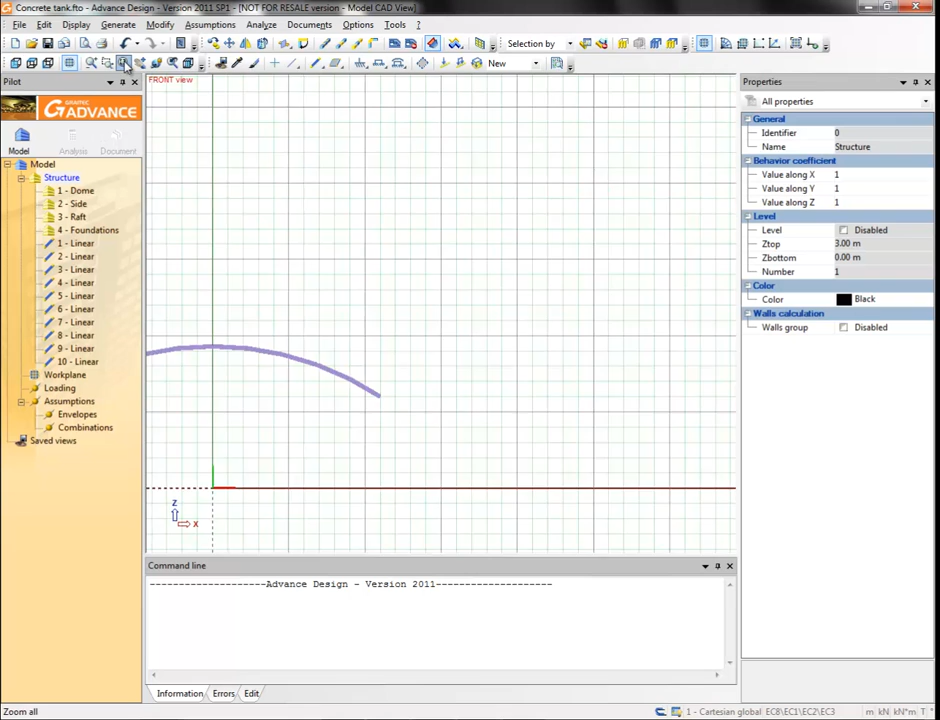 Concrete tank.fto - Advance Design - Version 2011 SP1 - [NOT FOR RESALE version - Model CAD View]
File Edit Display Generate Modify Assumptions Analyze Documents Options Tools ?
Selection by
New
Pilot
GRAITEC
ADVANCE
Model Analysis Document
Model
Structure
1 - Dome
2 - Side
3 - Raft
4 - Foundations
1 - Linear
2 - Linear
3 - Linear
4 - Linear
5 - Linear
6 - Linear
7 - Linear
8 - Linear
9 - Linear
10 - Linear
Workplane
Loading
Assumptions
Envelopes
Combinations
Saved views
FRONT view
Z
X
Command line
--------------------Advance Design - Version 2011--------------------
Information Errors Edit
Properties
All properties
General
Identifier 0
Name Structure
Behavior coefficient
Value along X 1
Value along Y 1
Value along Z 1
Level
Level Disabled
Ztop 3.00 m
Zbottom 0.00 m
Number 1
Color
Color Black
Walls calculation
Walls group Disabled
Zoom all
1 - Cartesian global EC8/EC1/EC2/EC3 m kN kN*m T °